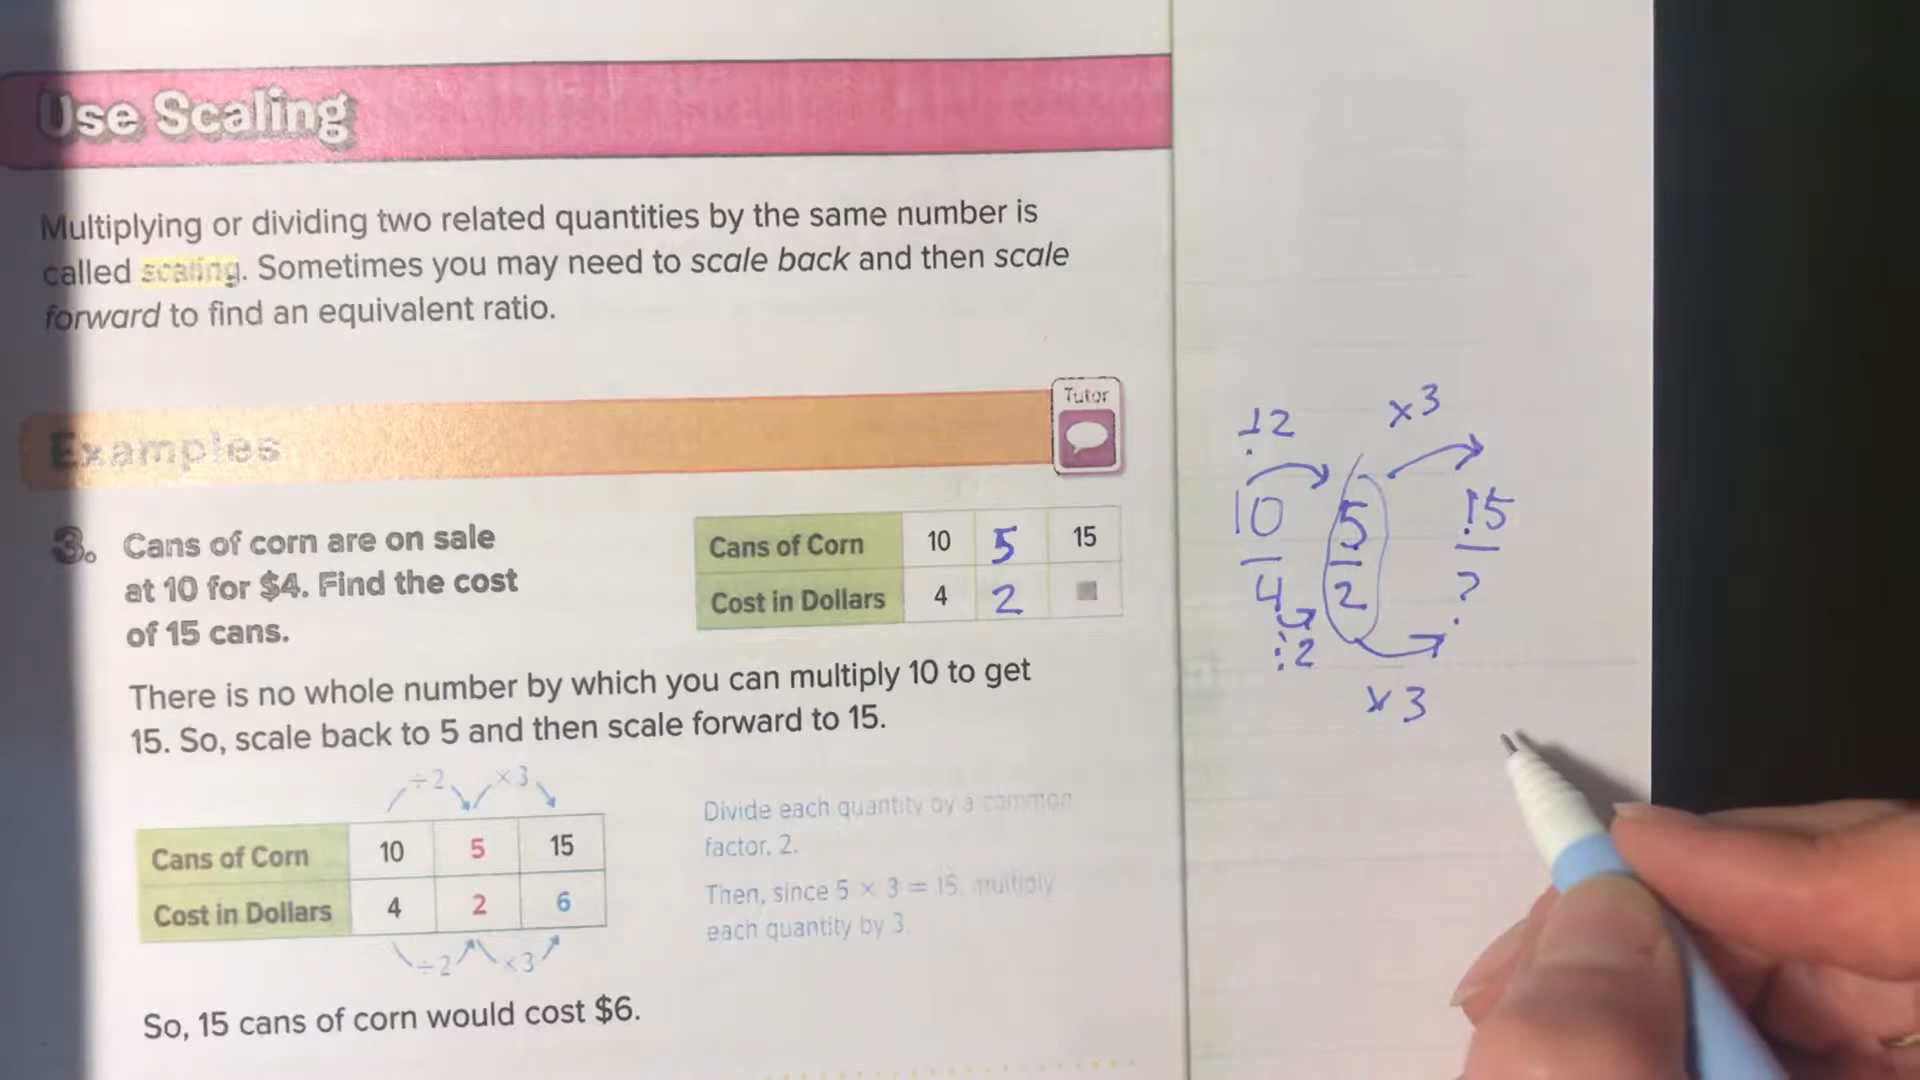 Use Scaling
Multiplying or dividing two related quantities by the same number is
called scaling. Sometimes you may need to scale back and then scale
forward to find an equivalent ratio.
Tutor
Examples
3. Cans of corn are on sale
at 10 for $4. Find the cost
of 15 cans.
Cans of Corn 10 5 15
Cost in Dollars 4 2
There is no whole number by which you can multiply 10 to get
15. So, scale back to 5 and then scale forward to 15.
÷2 ×3
Cans of Corn 10 5 15
Cost in Dollars 4 2 6
÷2 ×3
Divide each quantity by a common
factor, 2.
Then, since 5 × 3 = 15, multiply
each quantity by 3.
So, 15 cans of corn would cost $6.
÷2 ×3
10 5 15
4 2 ?
÷2
×3